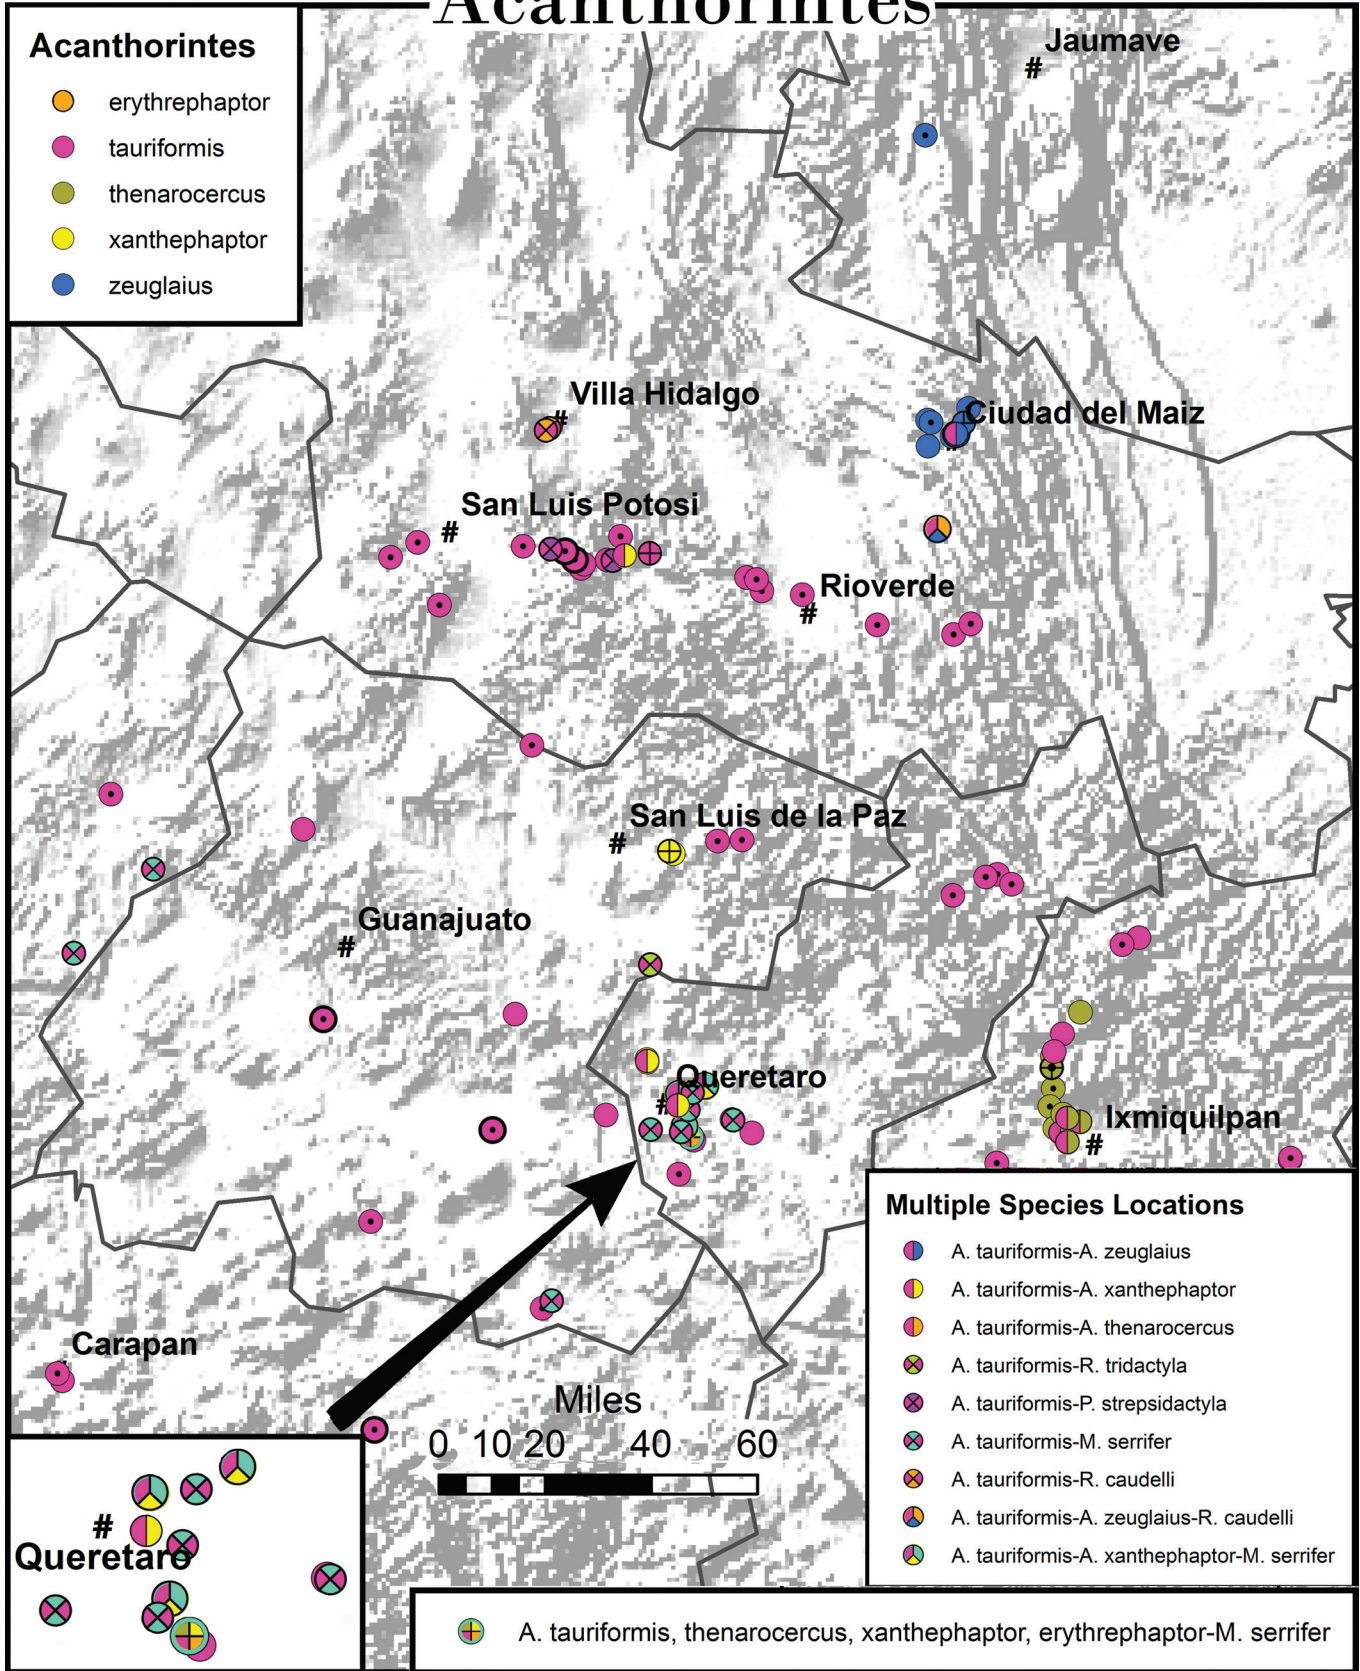 Acanthorintes
Acanthorintes
erythrephaptor
tauriformis
thenarocercus
xanthephaptor
zeuglaius
Jaumave
#
Villa Hidalgo
#
Ciudad del Maiz
San Luis Potosi
#
Rioverde
#
San Luis de la Paz
#
Guanajuato
#
Queretaro
#
Ixmiquilpan
#
Carapan
Miles
0 10 20 40 60
Multiple Species Locations
A. tauriformis-A. zeuglaius
A. tauriformis-A. xanthephaptor
A. tauriformis-A. thenarocercus
A. tauriformis-R. tridactyla
A. tauriformis-P. strepsidactyla
A. tauriformis-M. serrifer
A. tauriformis-R. caudelli
A. tauriformis-A. zeuglaius-R. caudelli
A. tauriformis-A. xanthephaptor-M. serrifer
#
Queretaro
A. tauriformis, thenarocercus, xanthephaptor, erythrephaptor-M. serrifer